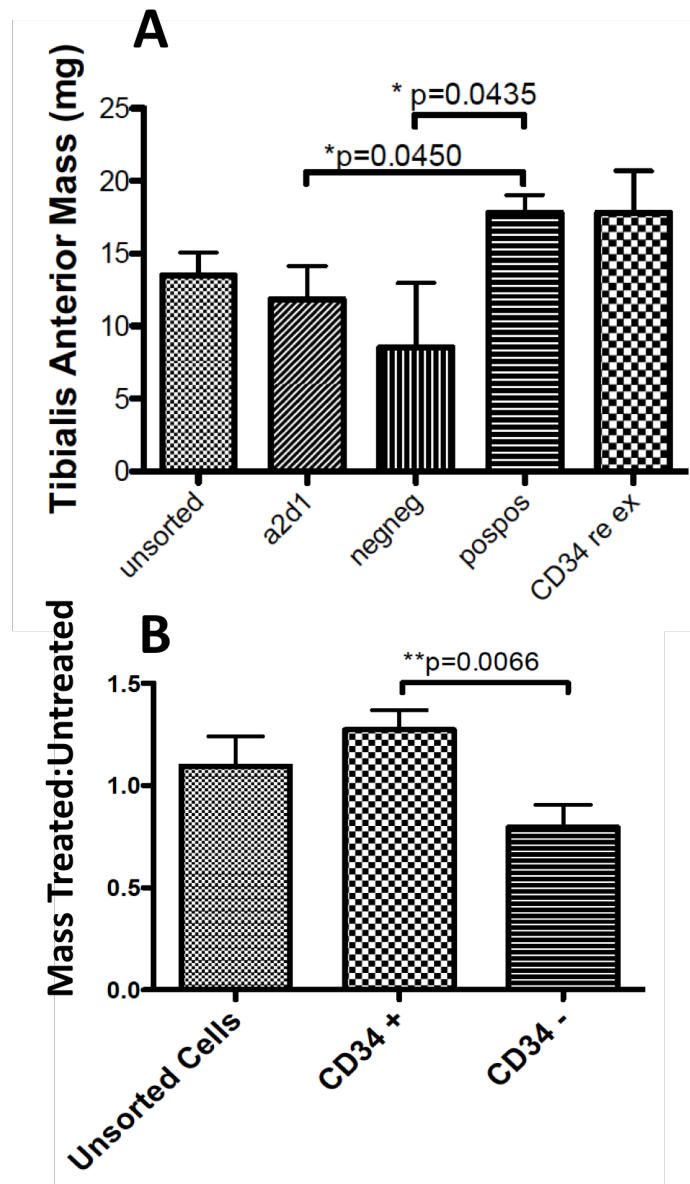 A
Tibialis Anterior Mass (mg)
25
20
15
10
5
0
* p=0.0435
*p=0.0450
unsorted
a2d1
negneg
pospos
CD34 re ex
B
Mass Treated:Untreated
1.5
1.0
0.5
0.0
**p=0.0066
Unsorted Cells
CD34 +
CD34 -